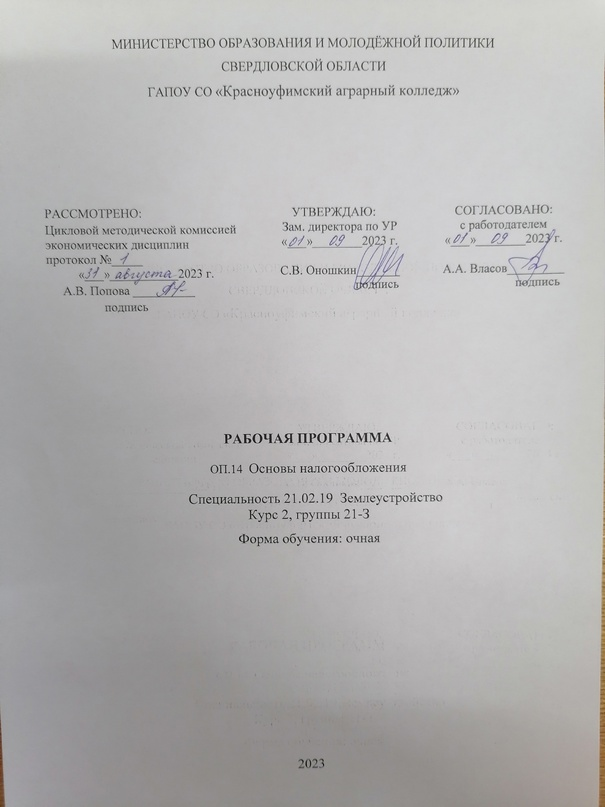 МИНИСТЕРСТВО ОБРАЗОВАНИЯ И МОЛОДЁЖНОЙ ПОЛИТИКИ
СВЕРДЛОВСКОЙ ОБЛАСТИ
ГАПОУ СО «Красноуфимский аграрный колледж»
РАССМОТРЕНО:
Цикловой методической комиссией
экономических дисциплин
протокол № 1
«31» августа 2023 г.
А.В. Попова
подпись
УТВЕРЖДАЮ:
Зам. директора по УР
«01» 09 2023 г.
С.В. Оношкин
подпись
СОГЛАСОВАНО:
с работодателем
«01» 09 2023 г.
А.А. Власов
подпись
РАБОЧАЯ ПРОГРАММА
ОП.14 Основы налогообложения
Специальность 21.02.19 Землеустройство
Курс 2, группы 21-З
Форма обучения: очная
2023